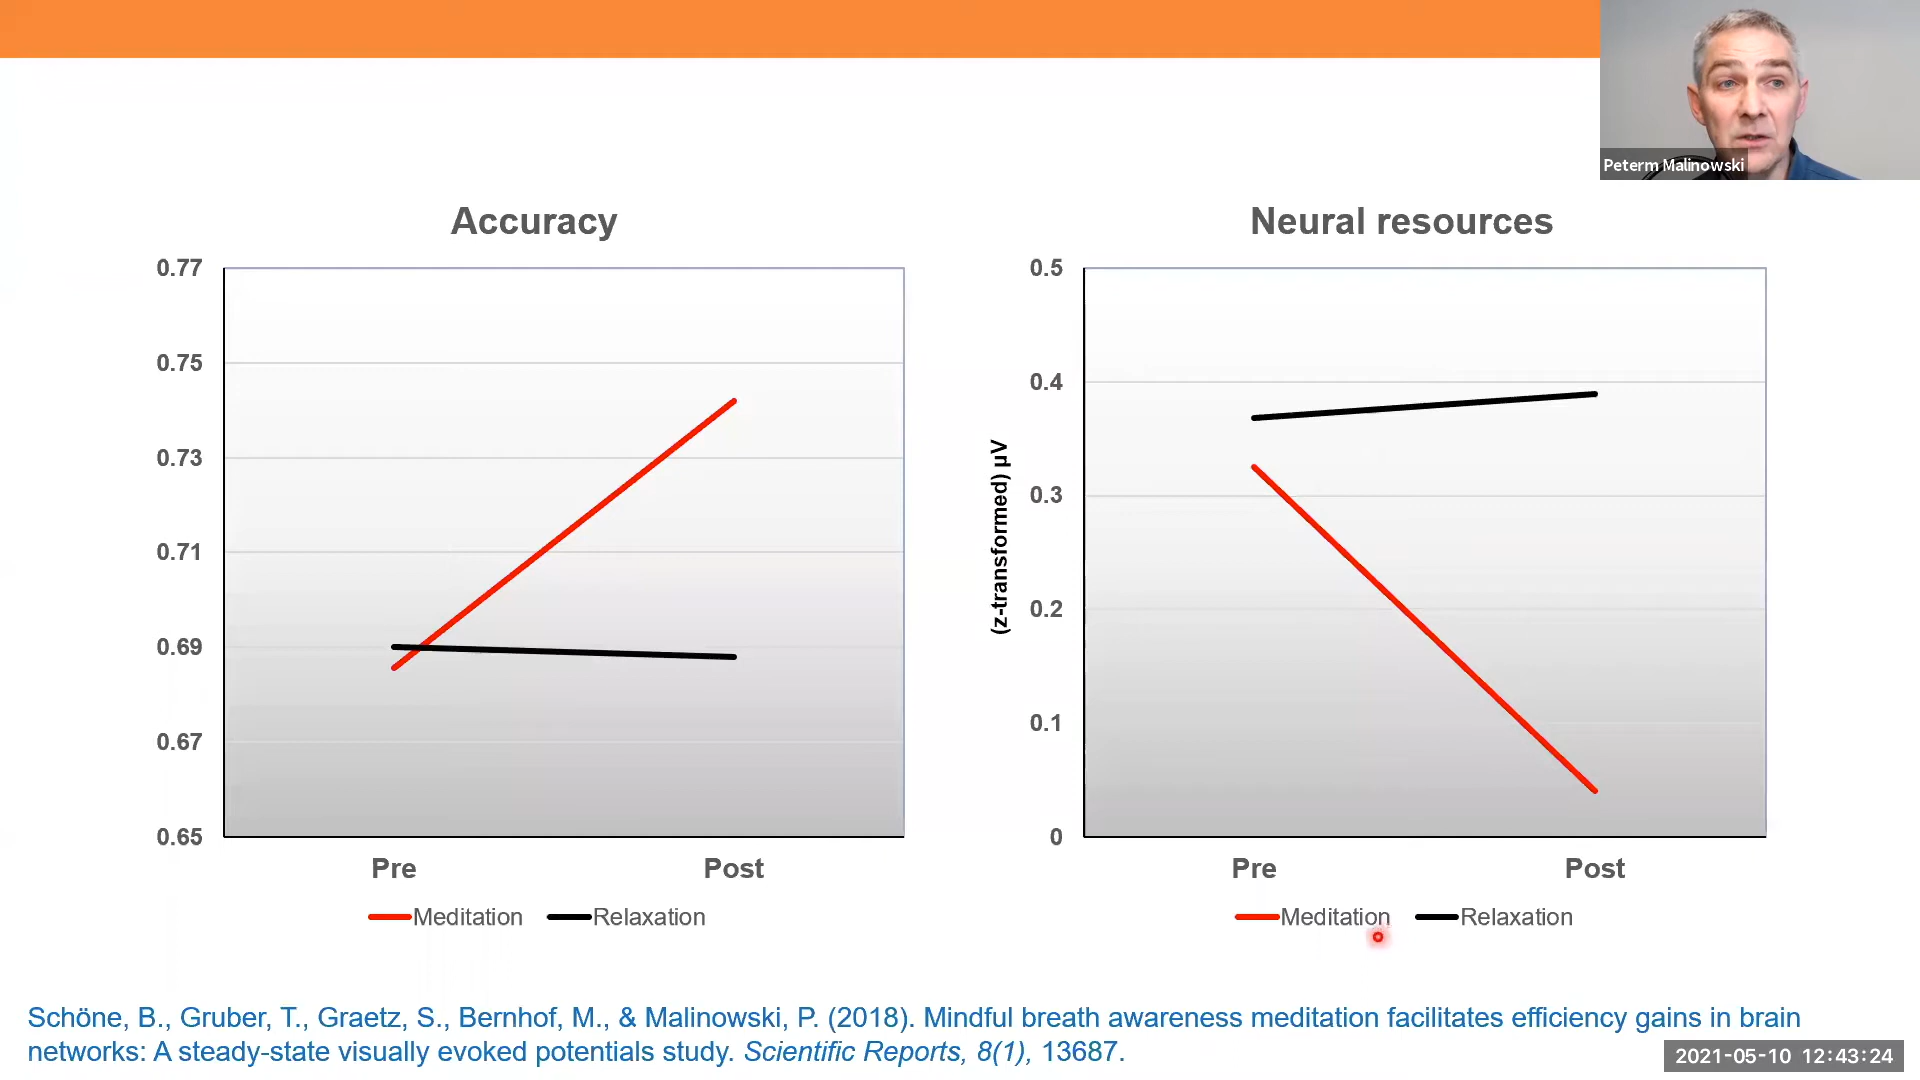 Peterm Malinowski
Accuracy
0.77
0.75
0.73
0.71
0.69
0.67
0.65
Pre Post
Meditation Relaxation
Neural resources
(z-transformed) µV
0.5
0.4
0.3
0.2
0.1
0
Pre Post
Meditation Relaxation
Schöne, B., Gruber, T., Graetz, S., Bernhof, M., & Malinowski, P. (2018). Mindful breath awareness meditation facilitates efficiency gains in brain
networks: A steady-state visually evoked potentials study. Scientific Reports, 8(1), 13687.
2021-05-10 12:43:24